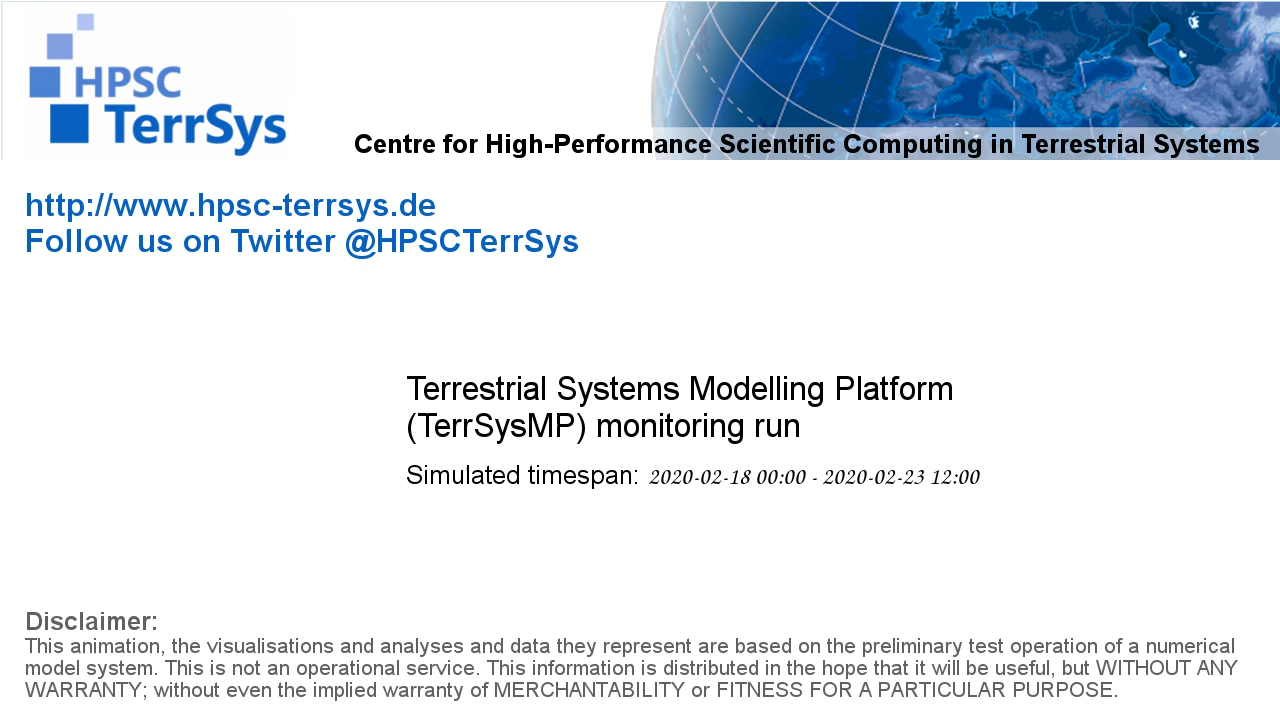 HPSC
TerrSys
Centre for High-Performance Scientific Computing in Terrestrial Systems
http://www.hpsc-terrsys.de
Follow us on Twitter @HPSCTerrSys
Terrestrial Systems Modelling Platform
(TerrSysMP) monitoring run
Simulated timespan: 2020-02-18 00:00 - 2020-02-23 12:00
Disclaimer:
This animation, the visualisations and analyses and data they represent are based on the preliminary test operation of a numerical
model system. This is not an operational service. This information is distributed in the hope that it will be useful, but WITHOUT ANY
WARRANTY; without even the implied warranty of MERCHANTABILITY or FITNESS FOR A PARTICULAR PURPOSE.